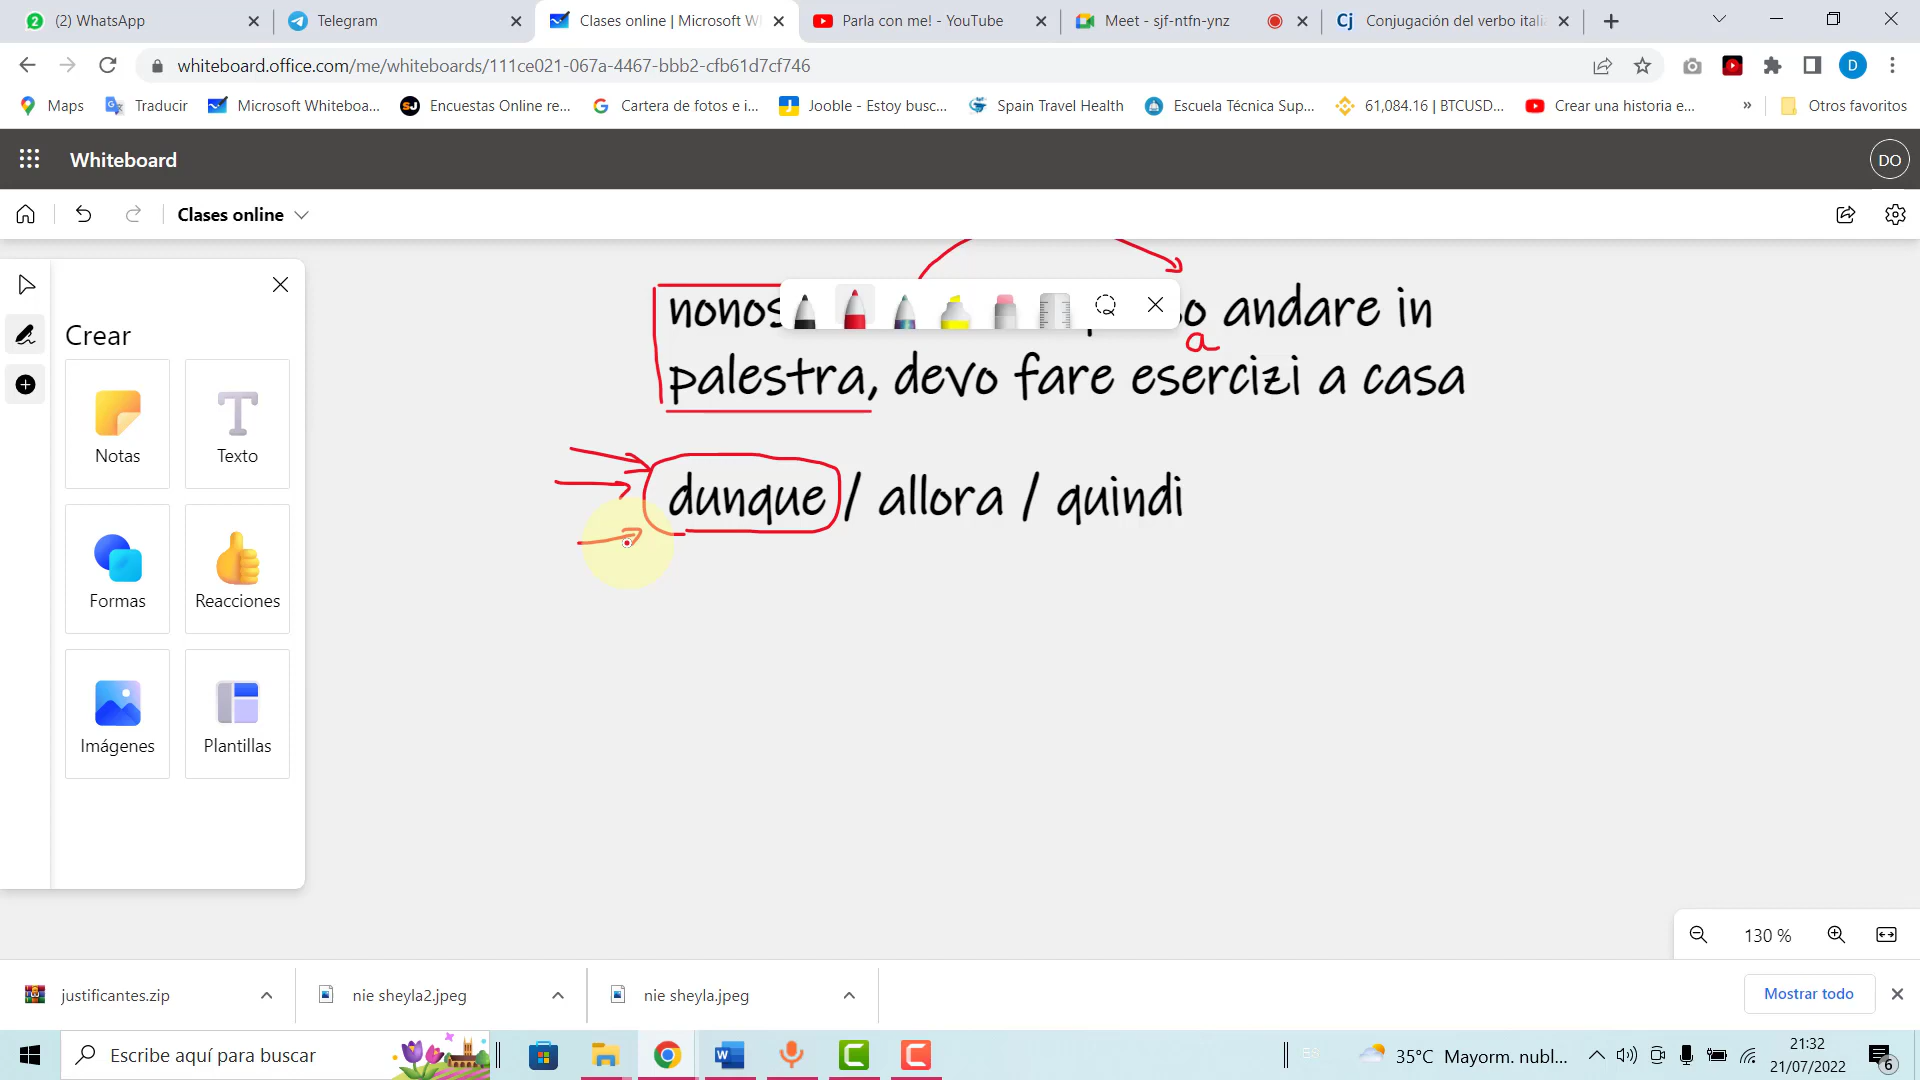 (2) WhatsApp
Telegram
Clases online | Microsoft W
Parla con me! - YouTube
Meet - sjf-ntfn-ynz
Cj Conjugación del verbo itali
whiteboard.office.com/me/whiteboards/111ce021-067a-4467-bbb2-cfb61d7cf746
D
Maps
Traducir
Microsoft Whiteboa...
SJ Encuestas Online re...
Cartera de fotos e i...
Jooble - Estoy busc...
Spain Travel Health
Escuela Técnica Sup...
61,084.16 | BTCUSD...
Crear una historia e...
»
Otros favoritos
Whiteboard
DO
Clases online
Crear
Notas
Texto
Formas
Reacciones
Imágenes
Plantillas
nonos
o andare in
a
palestra, devo fare esercizi a casa
dunque / allora / quindi
130 %
justificantes.zip
nie sheyla2.jpeg
nie sheyla.jpeg
Mostrar todo
Escribe aquí para buscar
35°C Mayorm. nubl...
21:32
21/07/2022
6